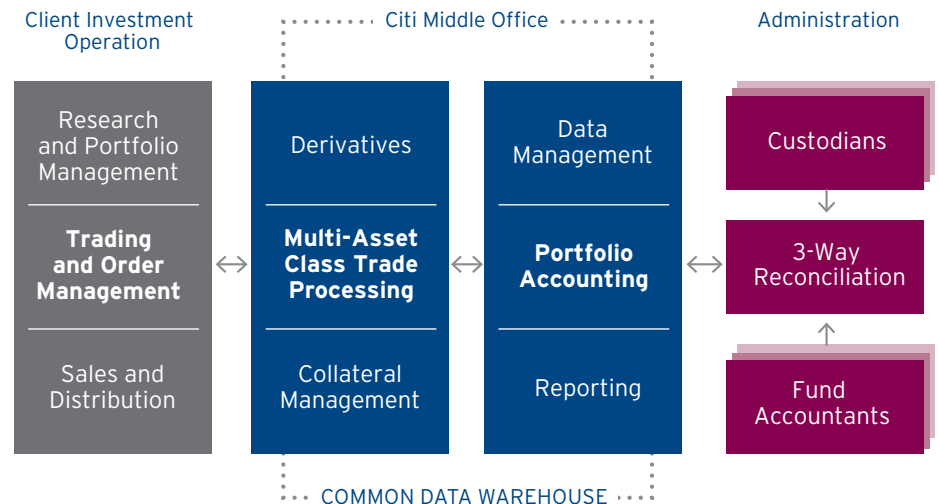 Client Investment
Operation
Citi Middle Office
Administration
Research
and Portfolio
Management
Trading
and Order
Management
Sales and
Distribution
Derivatives
Multi-Asset
Class Trade
Processing
Collateral
Management
Data
Management
Portfolio
Accounting
Reporting
Custodians
3-Way
Reconciliation
Fund
Accountants
COMMON DATA WAREHOUSE